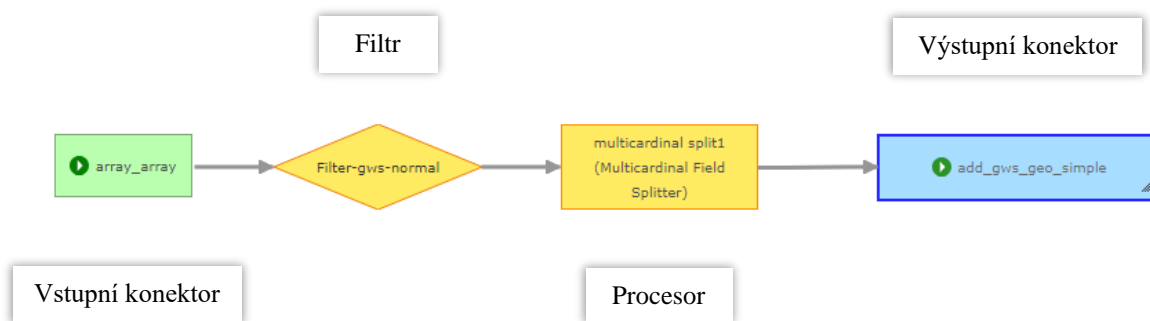 Filtr
Výstupní konektor
array_array
Filter-gws-normal
multicardinal split1
(Multicardinal Field
Splitter)
add_gws_geo_simple
Vstupní konektor
Procesor